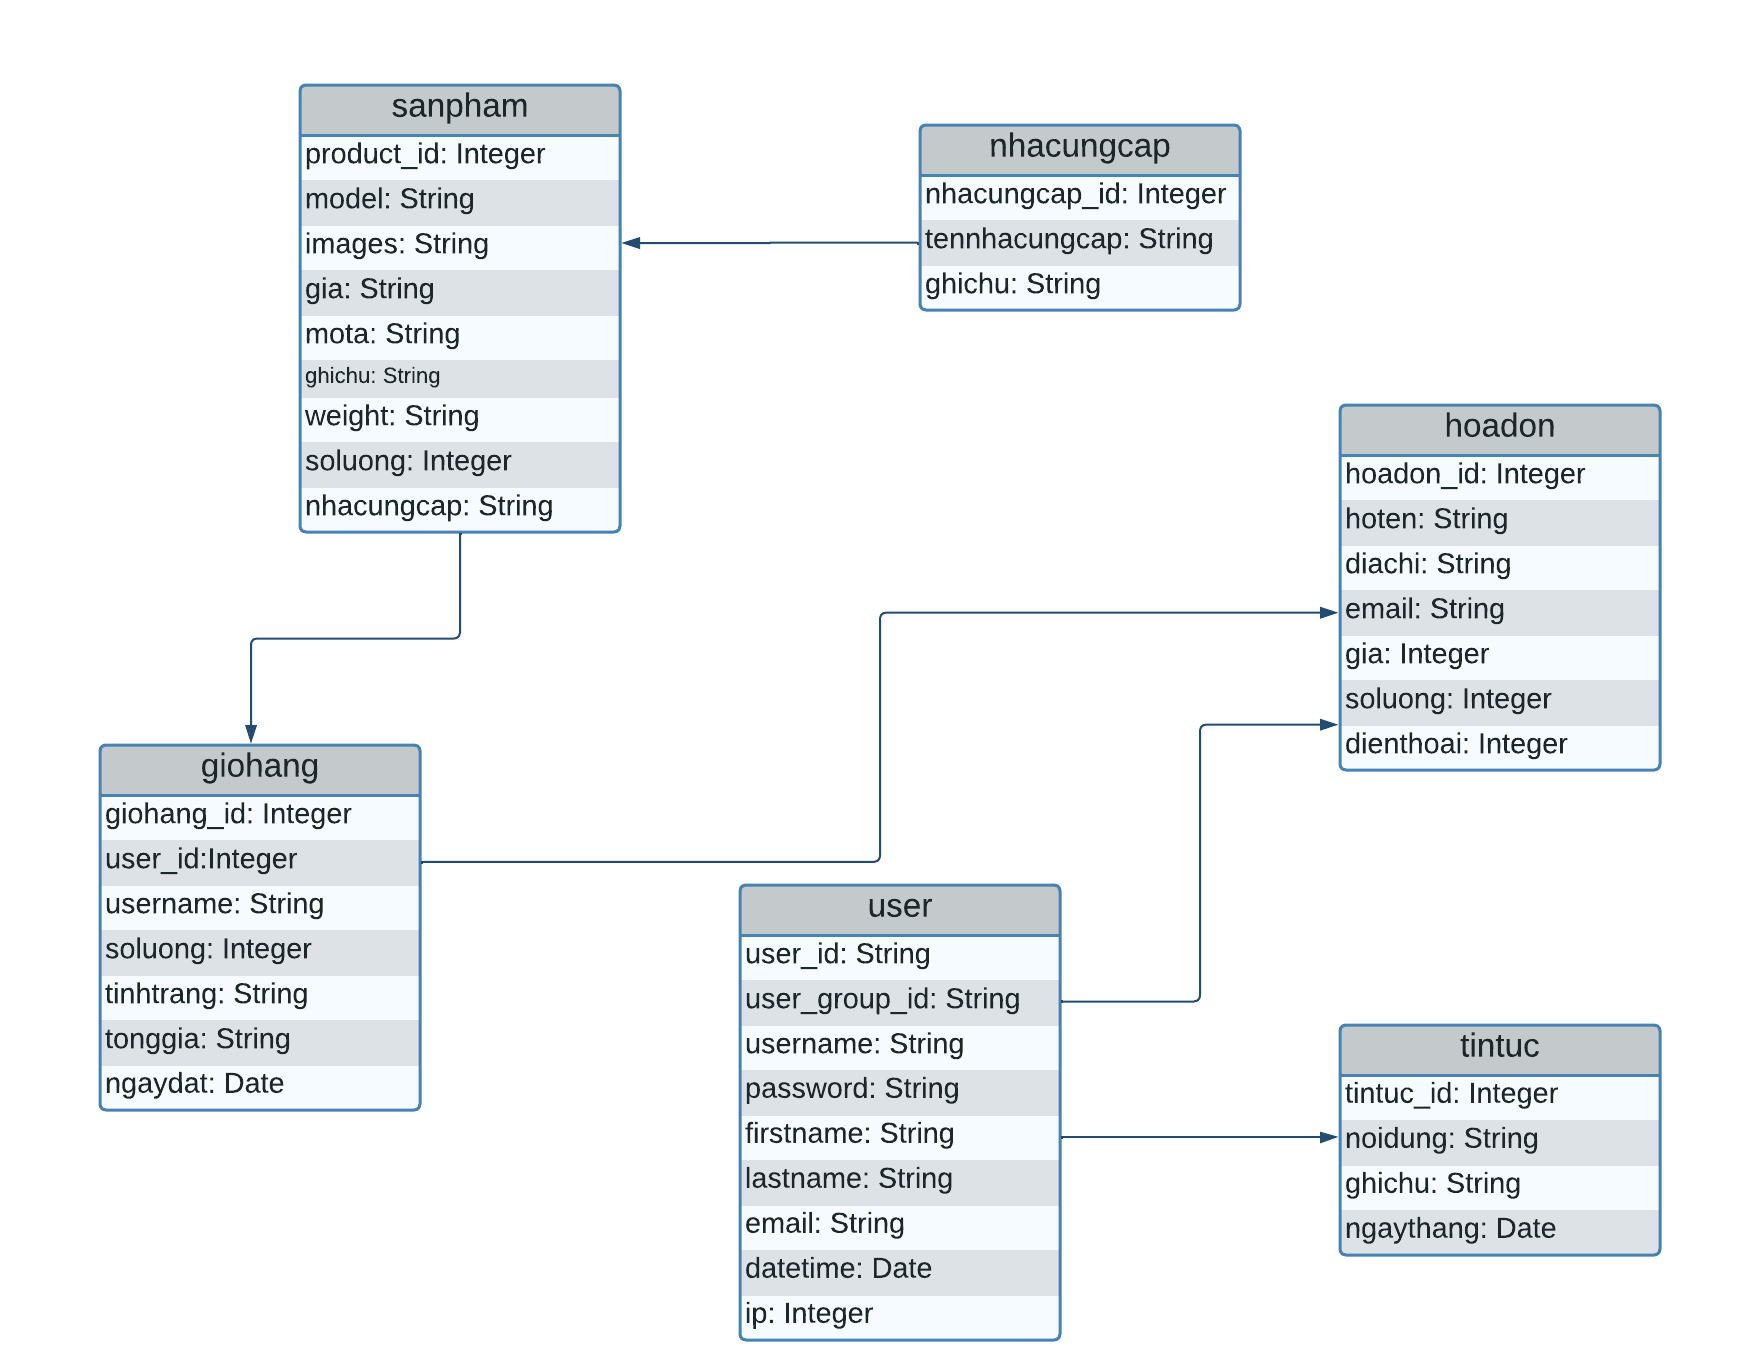 sanpham
product_id: Integer
model: String
images: String
gia: String
mota: String
ghichu: String
weight: String
soluong: Integer
nhacungcap: String
nhacungcap
nhacungcap_id: Integer
tennhacungcap: String
ghichu: String
hoadon
hoadon_id: Integer
hoten: String
diachi: String
email: String
gia: Integer
soluong: Integer
dienthoai: Integer
giohang
giohang_id: Integer
user_id:Integer
username: String
soluong: Integer
tinhtrang: String
tonggia: String
ngaydat: Date
user
user_id: String
user_group_id: String
username: String
password: String
firstname: String
lastname: String
email: String
datetime: Date
ip: Integer
tintuc
tintuc_id: Integer
noidung: String
ghichu: String
ngaythang: Date